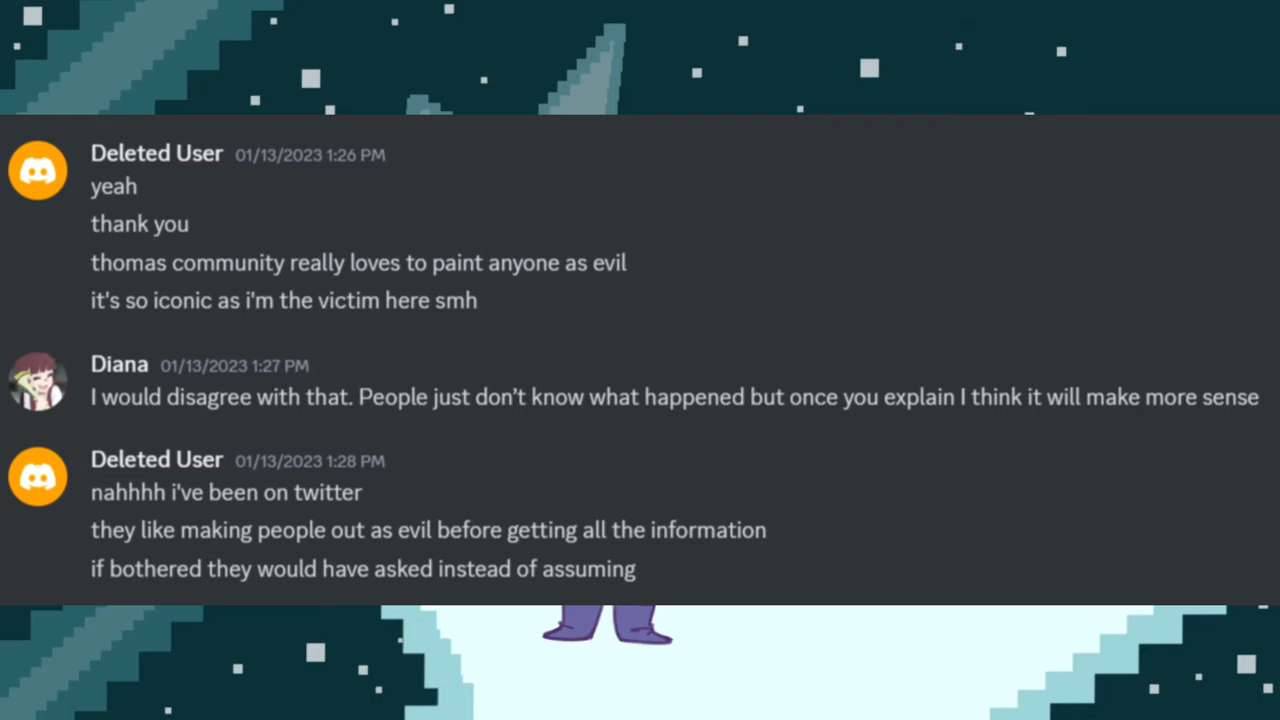 Deleted User 01/13/2023 1:26 PM
yeah
thank you
thomas community really loves to paint anyone as evil
it's so iconic as i'm the victim here smh
Diana 01/13/2023 1:27 PM
I would disagree with that. People just don't know what happened but once you explain I think it will make more sense
Deleted User 01/13/2023 1:28 PM
nahhhh i've been on twitter
they like making people out as evil before getting all the information
if bothered they would have asked instead of assuming